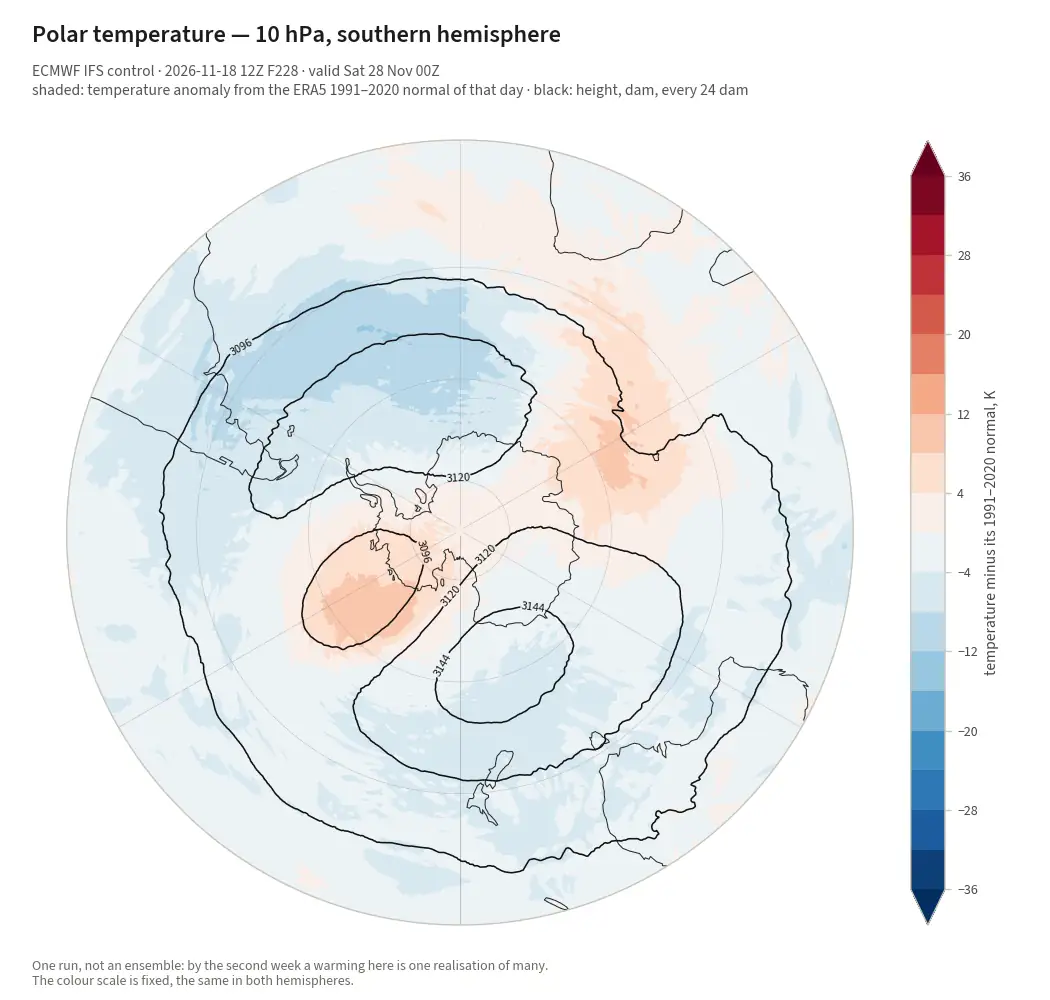 Polar temperature — 10 hPa, southern hemisphere
ECMWF IFS control · 2026-11-18 12Z F228 · valid Sat 28 Nov 00Z
shaded: temperature anomaly from the ERA5 1991–2020 normal of that day · black: height, dam, every 24 dam
3096
3120
3096
3120
3120
3144
3144
36
28
20
12
4
−4
−12
−20
−28
−36
temperature minus its 1991–2020 normal, K
One run, not an ensemble: by the second week a warming here is one realisation of many.
The colour scale is fixed, the same in both hemispheres.